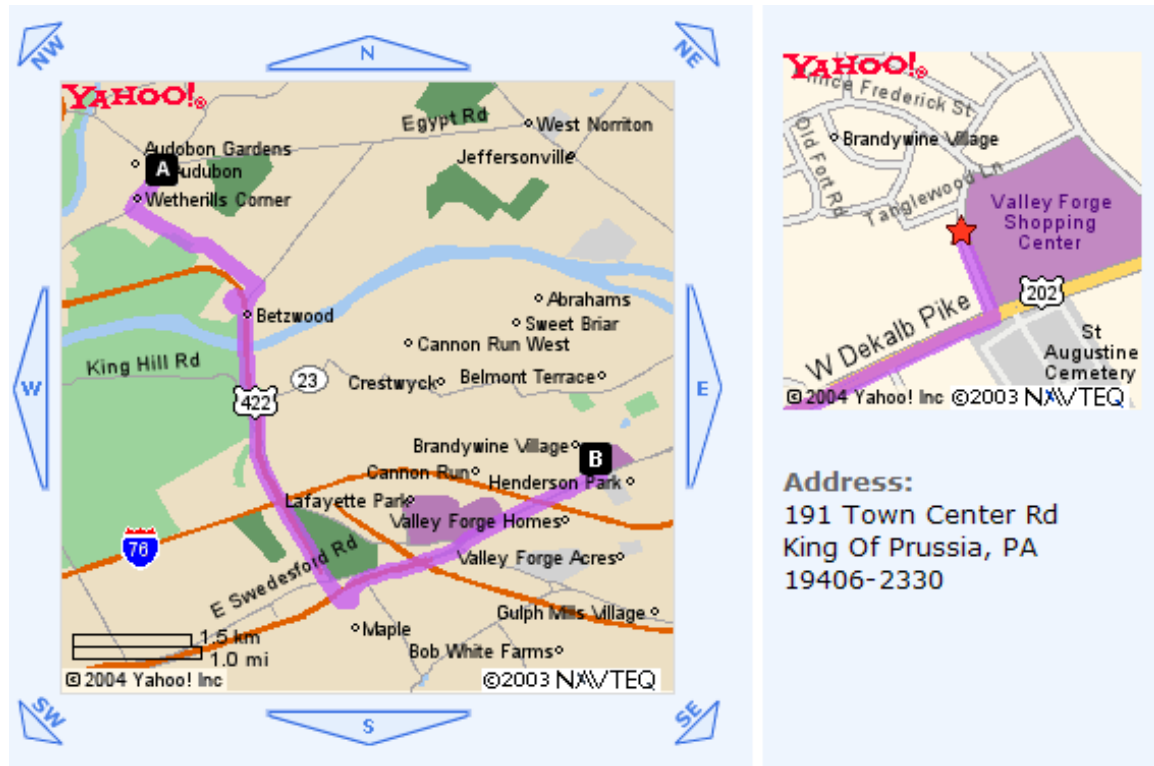 NW
N
NE
YAHOO!®
Egypt Rd
West Norriton
Audobon Gardens
Jeffersonville
A
Audubon
Wetherills Corner
Betzwood
Abrahams
Sweet Briar
Cannon Run West
King Hill Rd
23
Crestwyck
Belmont Terrace
W
E
422
Brandywine Village
B
Cannon Run
Henderson Park
Lafayette Park
Valley Forge Homes
76
E Swedesford Rd
Valley Forge Acres
Gulph Mills Village
Maple
1.5 km
1.0 mi
Bob White Farms
© 2004 Yahoo! Inc
©2003 NAVTEQ
SW
S
SE
YAHOO!®
nce Frederick St
Brandywine Village
Old Fort Rd
Tanglewood Ln
Valley Forge
Shopping
Center
202
W Dekalb Pike
St
Augustine
Cemetery
© 2004 Yahoo! Inc ©2003 NAVTEQ
Address:
191 Town Center Rd
King Of Prussia, PA
19406-2330